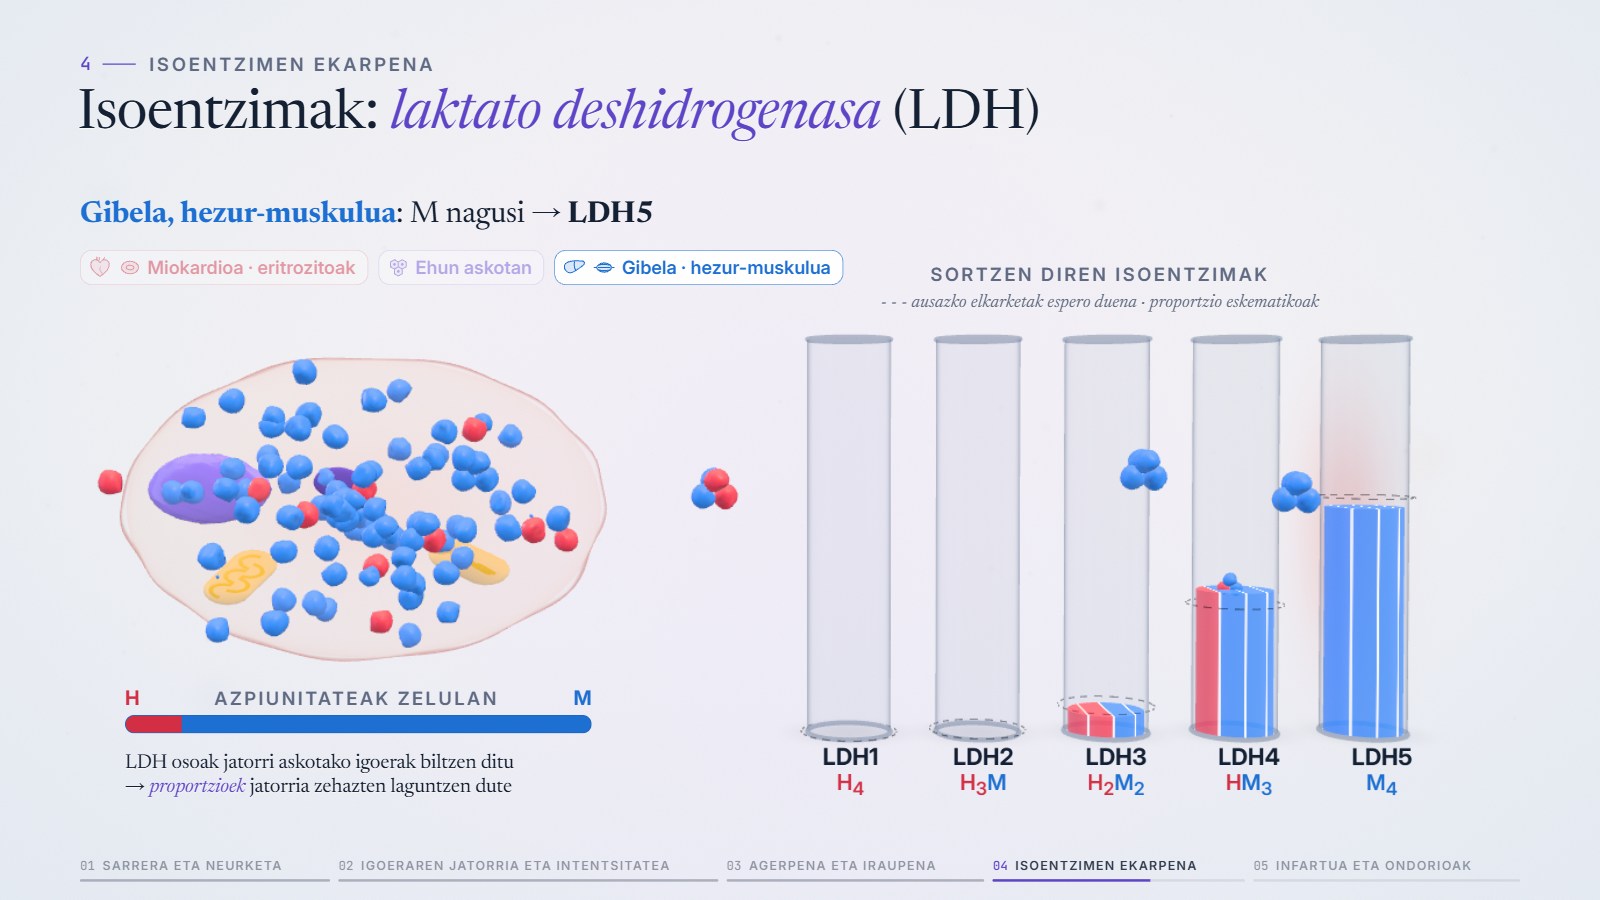 4 — ISOENTZIMEN EKARPENA
Isoentzimak: laktato deshidrogenasa (LDH)
Gibela, hezur-muskulua: M nagusi → LDH5
Miokardioa · eritrozitoak
Ehun askotan
Gibela · hezur-muskulua
SORTZEN DIREN ISOENTZIMAK
- - - ausazko elkarketak espero duena · proportzio eskematikoak
H AZPIUNITATEAK ZELULAN M
LDH osoak jatorri askotako igoerak biltzen ditu
→ proportzioek jatorria zehazten laguntzen dute
LDH1 LDH2 LDH3 LDH4 LDH5
H4 H3M H2M2 HM3 M4
01 SARRERA ETA NEURKETA
02 IGOERAREN JATORRIA ETA INTENTSITATEA
03 AGERPENA ETA IRAUPENA
04 ISOENTZIMEN EKARPENA
05 INFARTUA ETA ONDORIOAK